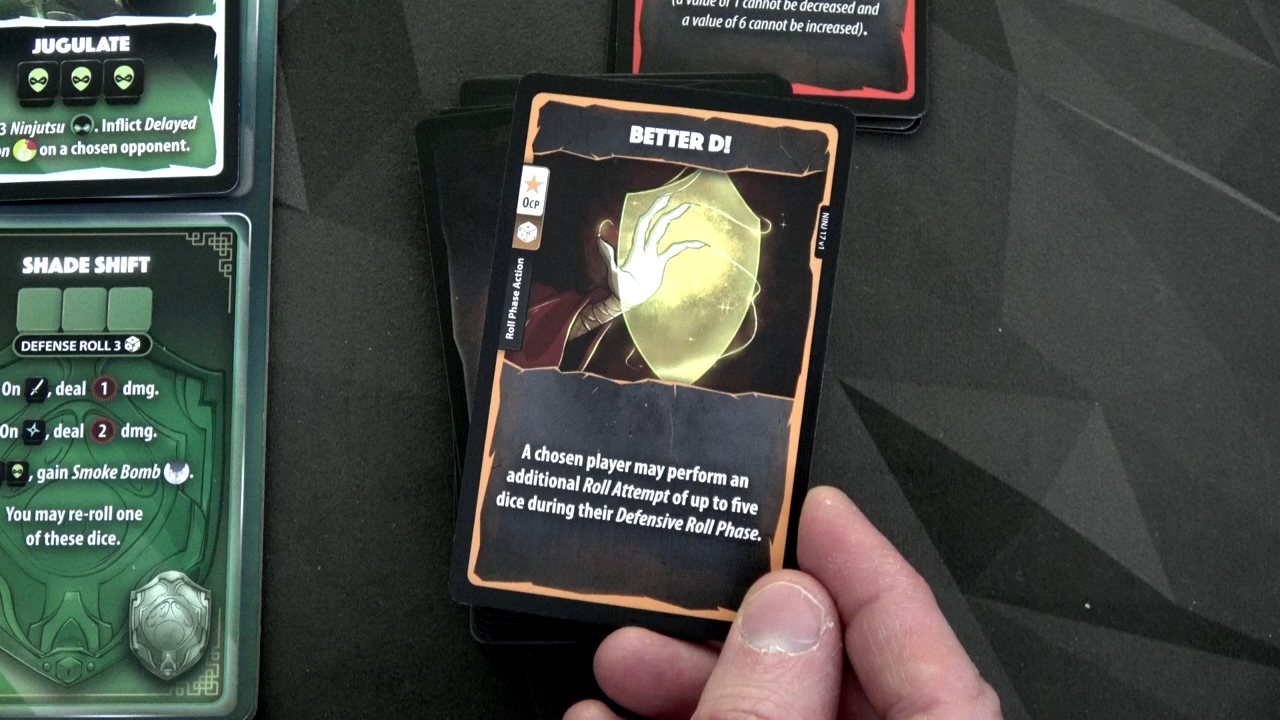 JUGULATE
3 Ninjutsu . Inflict Delayed
on a chosen opponent.
SHADE SHIFT
DEFENSE ROLL 3
On , deal 1 dmg.
On , deal 2 dmg.
, gain Smoke Bomb .
You may re-roll one
of these dice.
(a value of 1 cannot be decreased and
a value of 6 cannot be increased).
BETTER D!
0CP
Roll Phase Action
NIN 17 v1
A chosen player may perform an
additional Roll Attempt of up to five
dice during their Defensive Roll Phase.